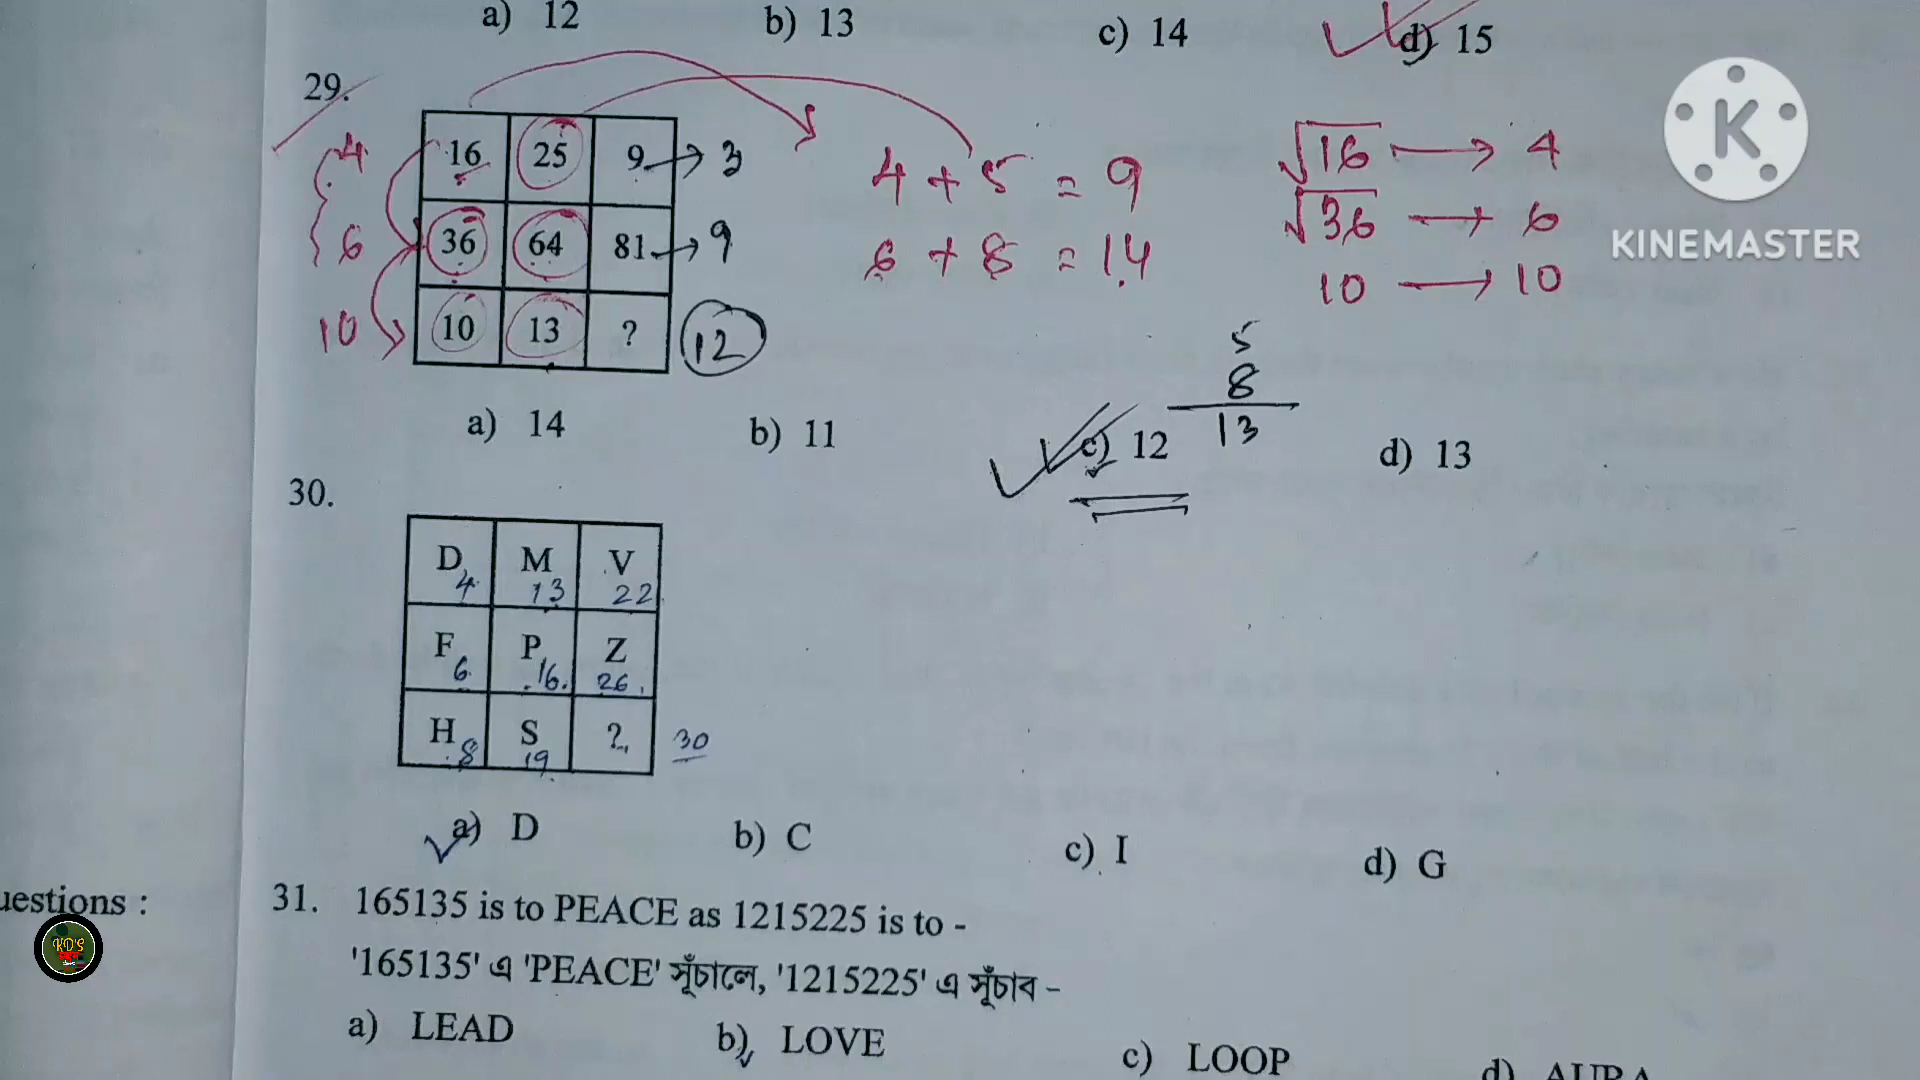 a) 12 b) 13 c) 14 d) 15
29.
4 16 25 9 → 3
6 36 64 81 → 9
10 10 13 ? 12
4 + 5 = 9
6 + 8 = 14
√16 → 4
√36 → 6
10 → 10
5
8
13
KINEMASTER
a) 14 b) 11 c) 12 d) 13
30.
D 4 M 13 V 22
F 6 P 16 Z 26
H 8 S 19 ? 30
a) D b) C c) I d) G
uestions :
KD'S
31. 165135 is to PEACE as 1215225 is to -
'165135' এ 'PEACE' সূঁচালে, '1215225' এ সূঁচাব -
a) LEAD b) LOVE c) LOOP d) AURA